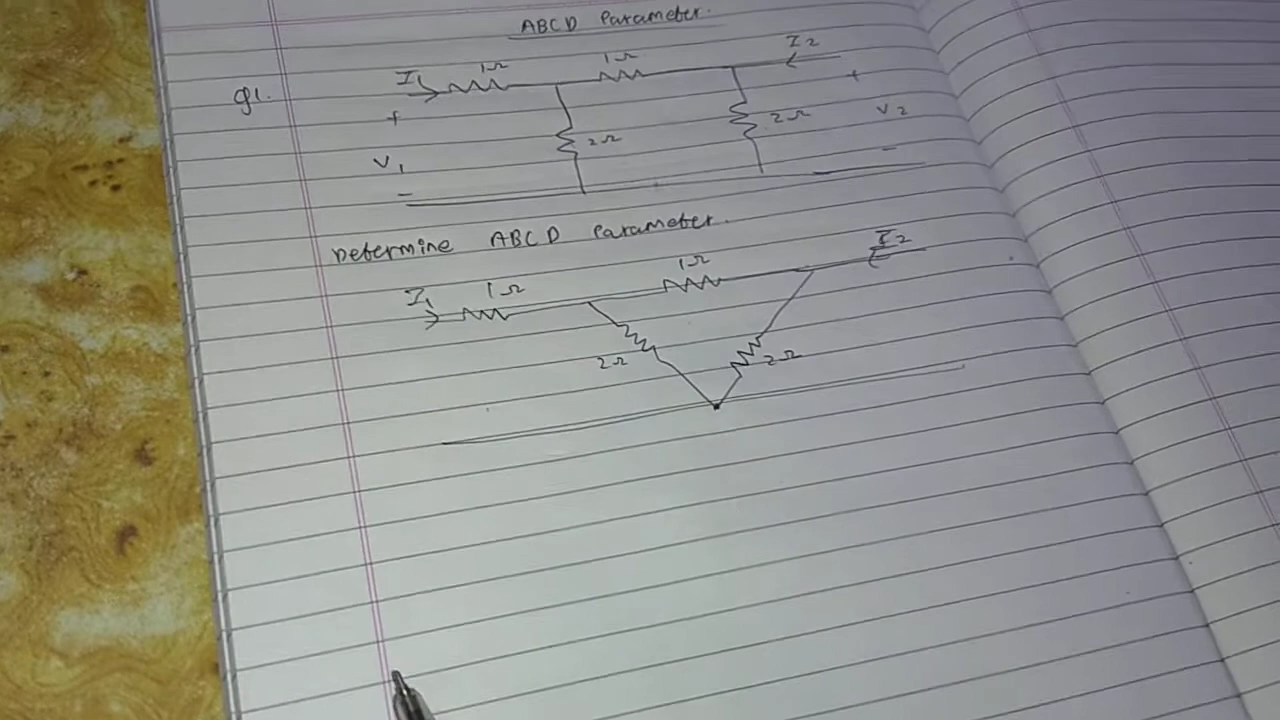 ABCD Parameter.
Q1. I1 1Ω 1Ω I2
+ 2Ω 2Ω + V2
V1 - -
Determine ABCD Parameter.
I1 1Ω 1Ω I2
2Ω 2Ω